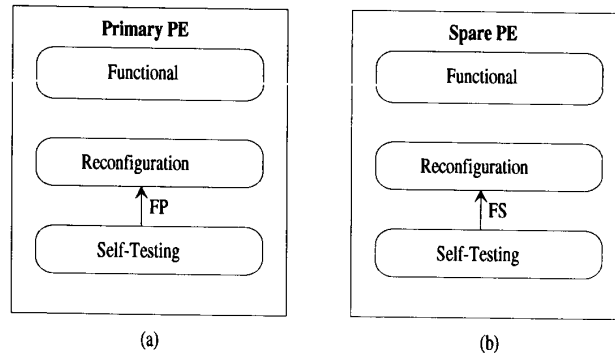 Primary PE
Functional
Reconfiguration
FP
Self-Testing
(a)
Spare PE
Functional
Reconfiguration
FS
Self-Testing
(b)